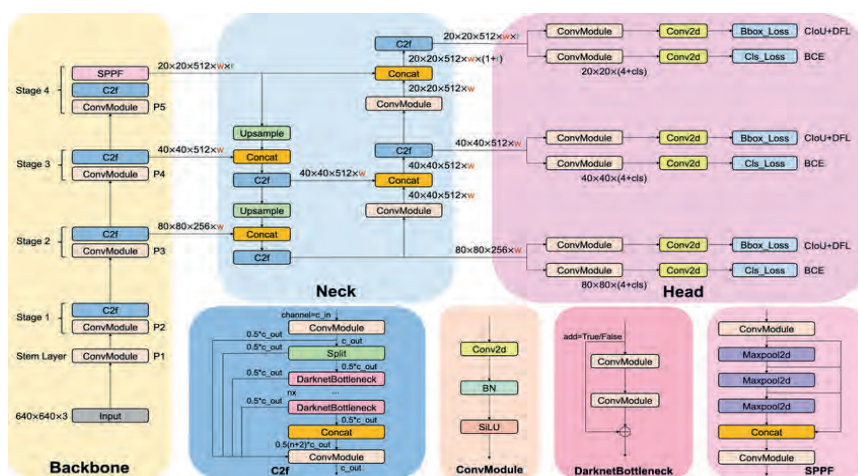 Stage 4
SPPF
C2f
ConvModule
P5
20×20×512×w×r
Stage 3
C2f
ConvModule
P4
40×40×512×w
Stage 2
C2f
ConvModule
P3
80×80×256×w
Stage 1
C2f
ConvModule
P2
Stem Layer
ConvModule
P1
640×640×3
Input
Backbone
Upsample
Concat
C2f
Upsample
Concat
C2f
40×40×512×w
C2f
20×20×512×w×r
20×20×512×w×(1+r)
Concat
20×20×512×w
ConvModule
C2f
40×40×512×w
40×40×512×w
Concat
40×40×512×w
ConvModule
80×80×256×w
Neck
ConvModule
Conv2d
Bbox_Loss
CIoU+DFL
ConvModule
Conv2d
Cls_Loss
BCE
20×20×(4+cls)
ConvModule
Conv2d
Bbox_Loss
CIoU+DFL
ConvModule
Conv2d
Cls_Loss
BCE
40×40×(4+cls)
ConvModule
Conv2d
Bbox_Loss
CIoU+DFL
ConvModule
Conv2d
Cls_Loss
BCE
80×80×(4+cls)
Head
channel=c_in
ConvModule
0.5*c_out
c_out
Split
0.5*c_out
0.5*c_out
DarknetBottleneck
0.5*c_out
nx
...
DarknetBottleneck
0.5*c_out
0.5*c_out
Concat
0.5(n+2)*c_out
ConvModule
c_out
C2f
Conv2d
BN
SiLU
ConvModule
add=True/False
ConvModule
ConvModule
DarknetBottleneck
ConvModule
Maxpool2d
Maxpool2d
Maxpool2d
Concat
ConvModule
SPPF